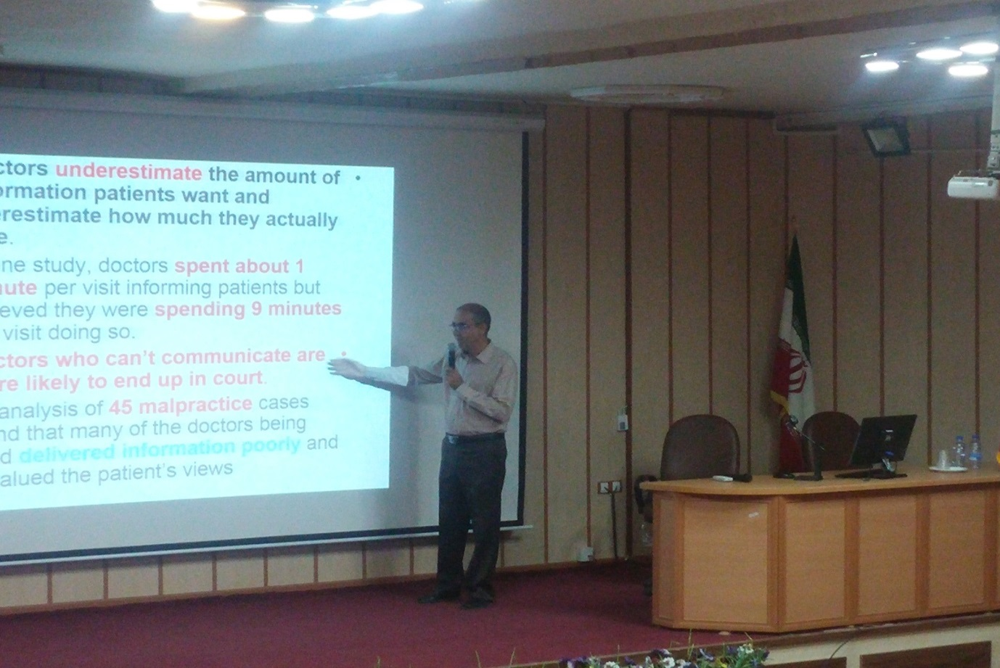 ctors underestimate the amount of •
ormation patients want and
erestimate how much they actually
e.
ne study, doctors spent about 1
nute per visit informing patients but
eved they were spending 9 minutes
visit doing so.
ctors who can't communicate are •
re likely to end up in court.
analysis of 45 malpractice cases
nd that many of the doctors being
d delivered information poorly and
alued the patient's views